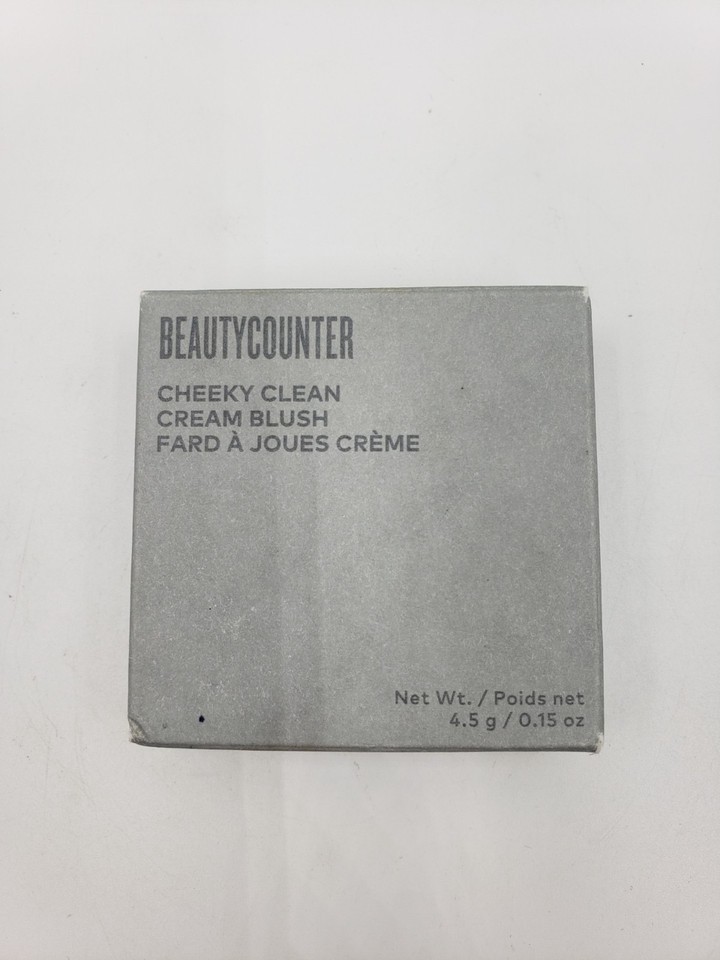 BEAUTYCOUNTER
CHEEKY CLEAN
CREAM BLUSH
FARD À JOUES CRÈME
Net Wt. / Poids net
4.5 g / 0.15 oz